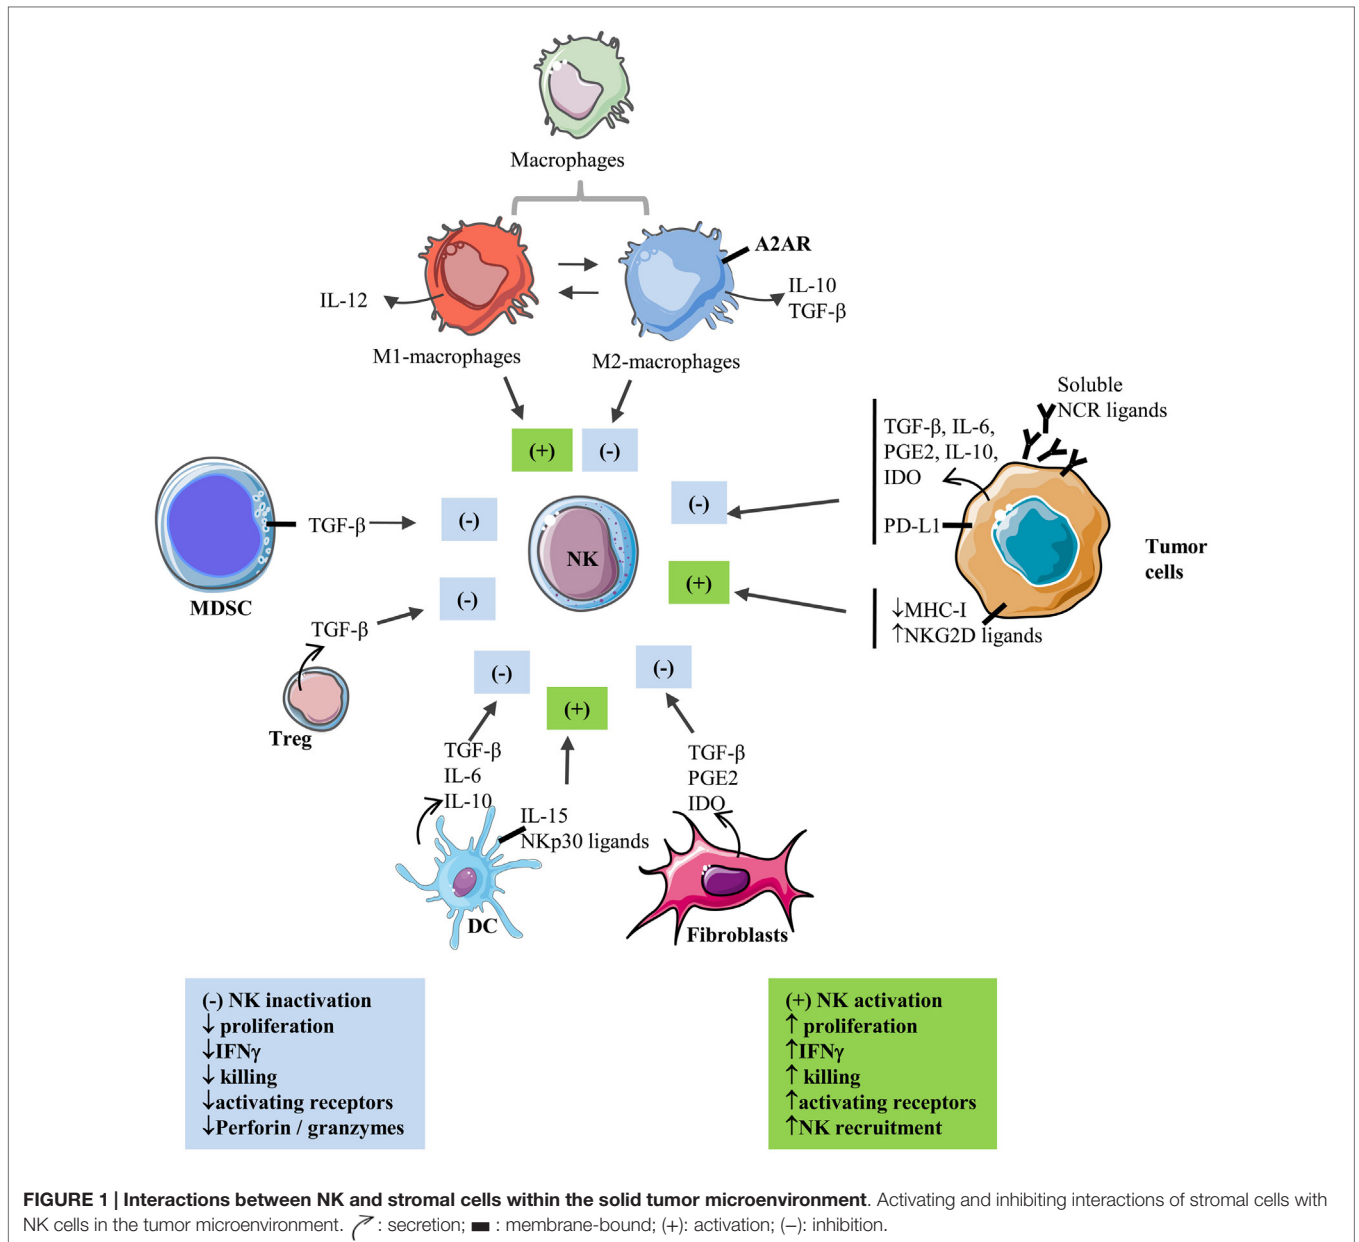 Macrophages
A2AR
IL-12
IL-10
TGF-β
M1-macrophages
M2-macrophages
(+)
(-)
Soluble
NCR ligands
TGF-β, IL-6,
PGE2, IL-10,
IDO
PD-L1
(-)
Tumor
cells
(+)
↓MHC-I
↑NKG2D ligands
TGF-β
(-)
MDSC
NK
TGF-β
(-)
Treg
(-)
(+)
(-)
TGF-β
IL-6
IL-10
IL-15
NKp30 ligands
DC
TGF-β
PGE2
IDO
Fibroblasts
(-) NK inactivation
↓ proliferation
↓IFNγ
↓ killing
↓activating receptors
↓Perforin / granzymes
(+) NK activation
↑ proliferation
↑IFNγ
↑ killing
↑activating receptors
↑NK recruitment
FIGURE 1 | Interactions between NK and stromal cells within the solid tumor microenvironment. Activating and inhibiting interactions of stromal cells with
NK cells in the tumor microenvironment. : secretion; : membrane-bound; (+): activation; (−): inhibition.